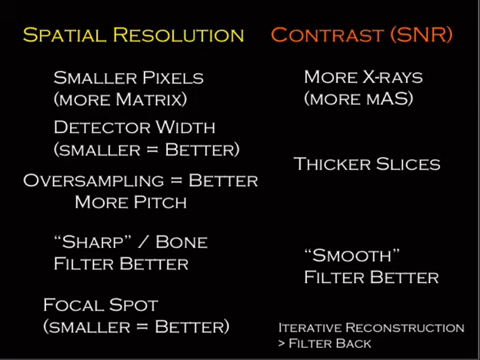 SPATIAL RESOLUTION
SMALLER PIXELS
(MORE MATRIX)
DETECTOR WIDTH
(SMALLER = BETTER)
OVERSAMPLING = BETTER
MORE PITCH
"SHARP" / BONE
FILTER BETTER
FOCAL SPOT
(SMALLER = BETTER)
CONTRAST (SNR)
MORE X-RAYS
(MORE MAS)
THICKER SLICES
"SMOOTH"
FILTER BETTER
ITERATIVE RECONSTRUCTION
> FILTER BACK